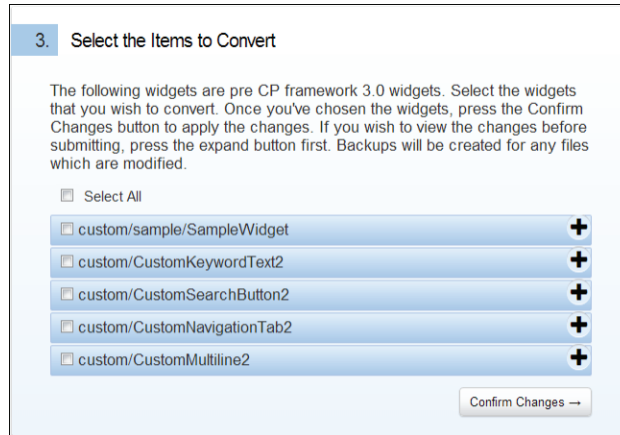 3. Select the Items to Convert
The following widgets are pre CP framework 3.0 widgets. Select the widgets
that you wish to convert. Once you've chosen the widgets, press the Confirm
Changes button to apply the changes. If you wish to view the changes before
submitting, press the expand button first. Backups will be created for any files
which are modified.
Select All
custom/sample/SampleWidget
custom/CustomKeywordText2
custom/CustomSearchButton2
custom/CustomNavigationTab2
custom/CustomMultiline2
Confirm Changes →